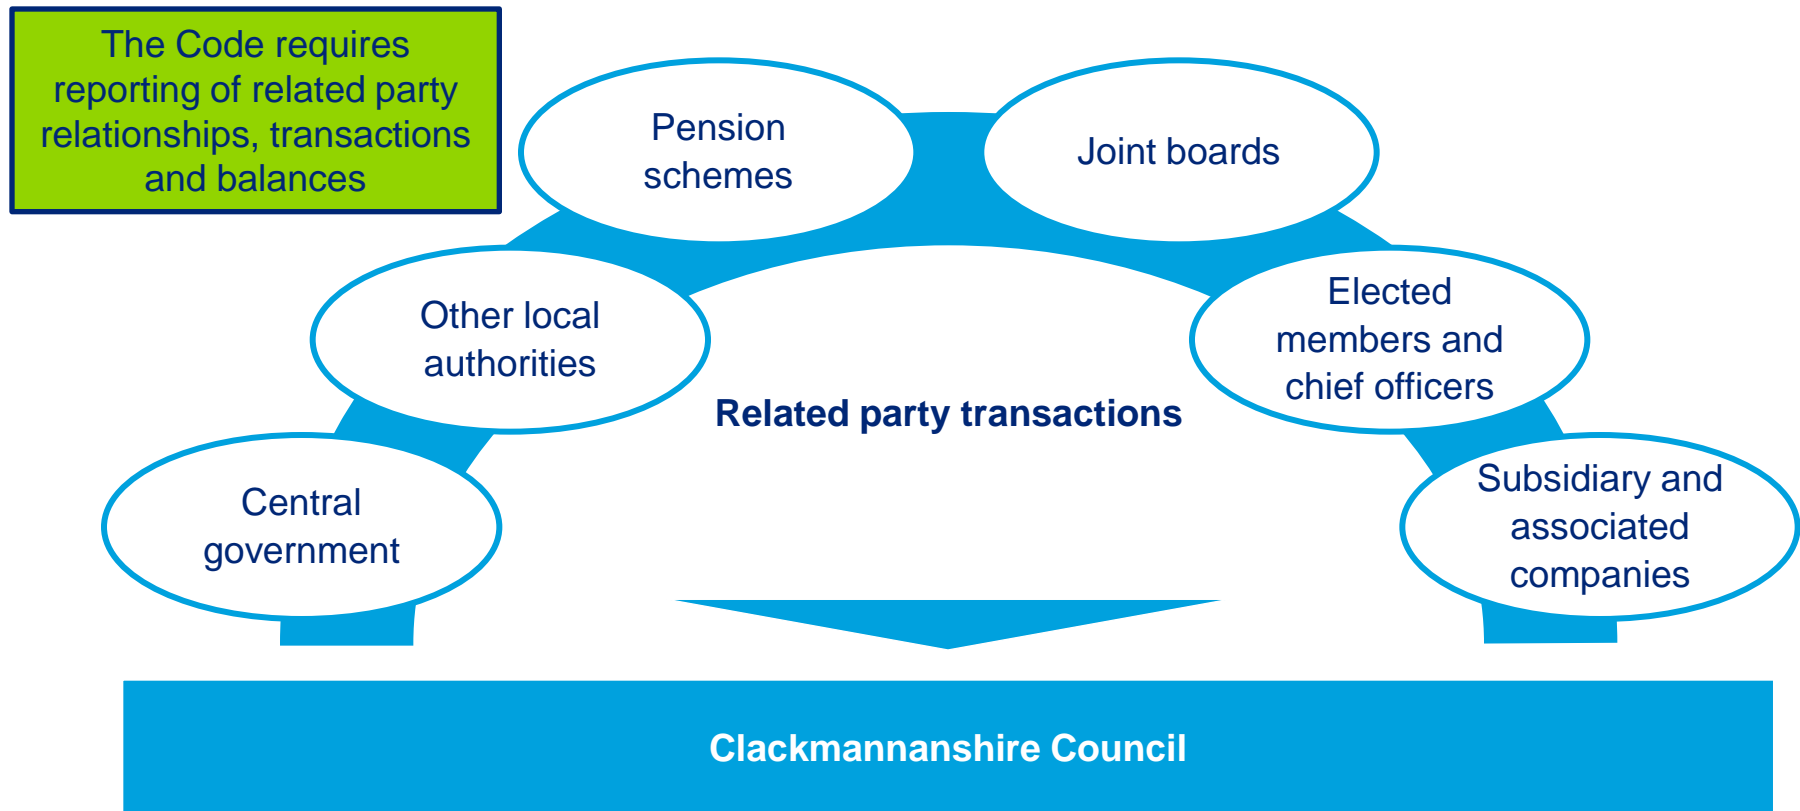 The Code requires
reporting of related party
relationships, transactions
and balances
Pension
schemes
Joint boards
Other local
authorities
Elected
members and
chief officers
Related party transactions
Central
government
Subsidiary and
associated
companies
Clackmannanshire Council